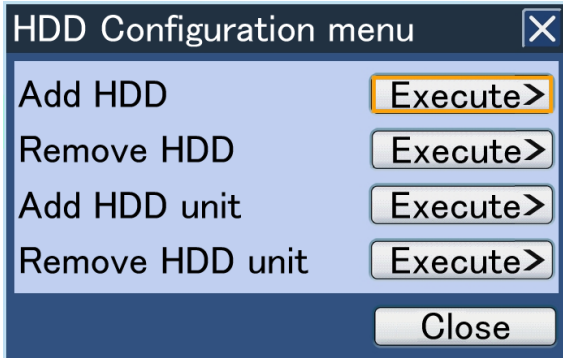 HDD Configuration menu
Add HDD Execute>
Remove HDD Execute>
Add HDD unit Execute>
Remove HDD unit Execute>
Close